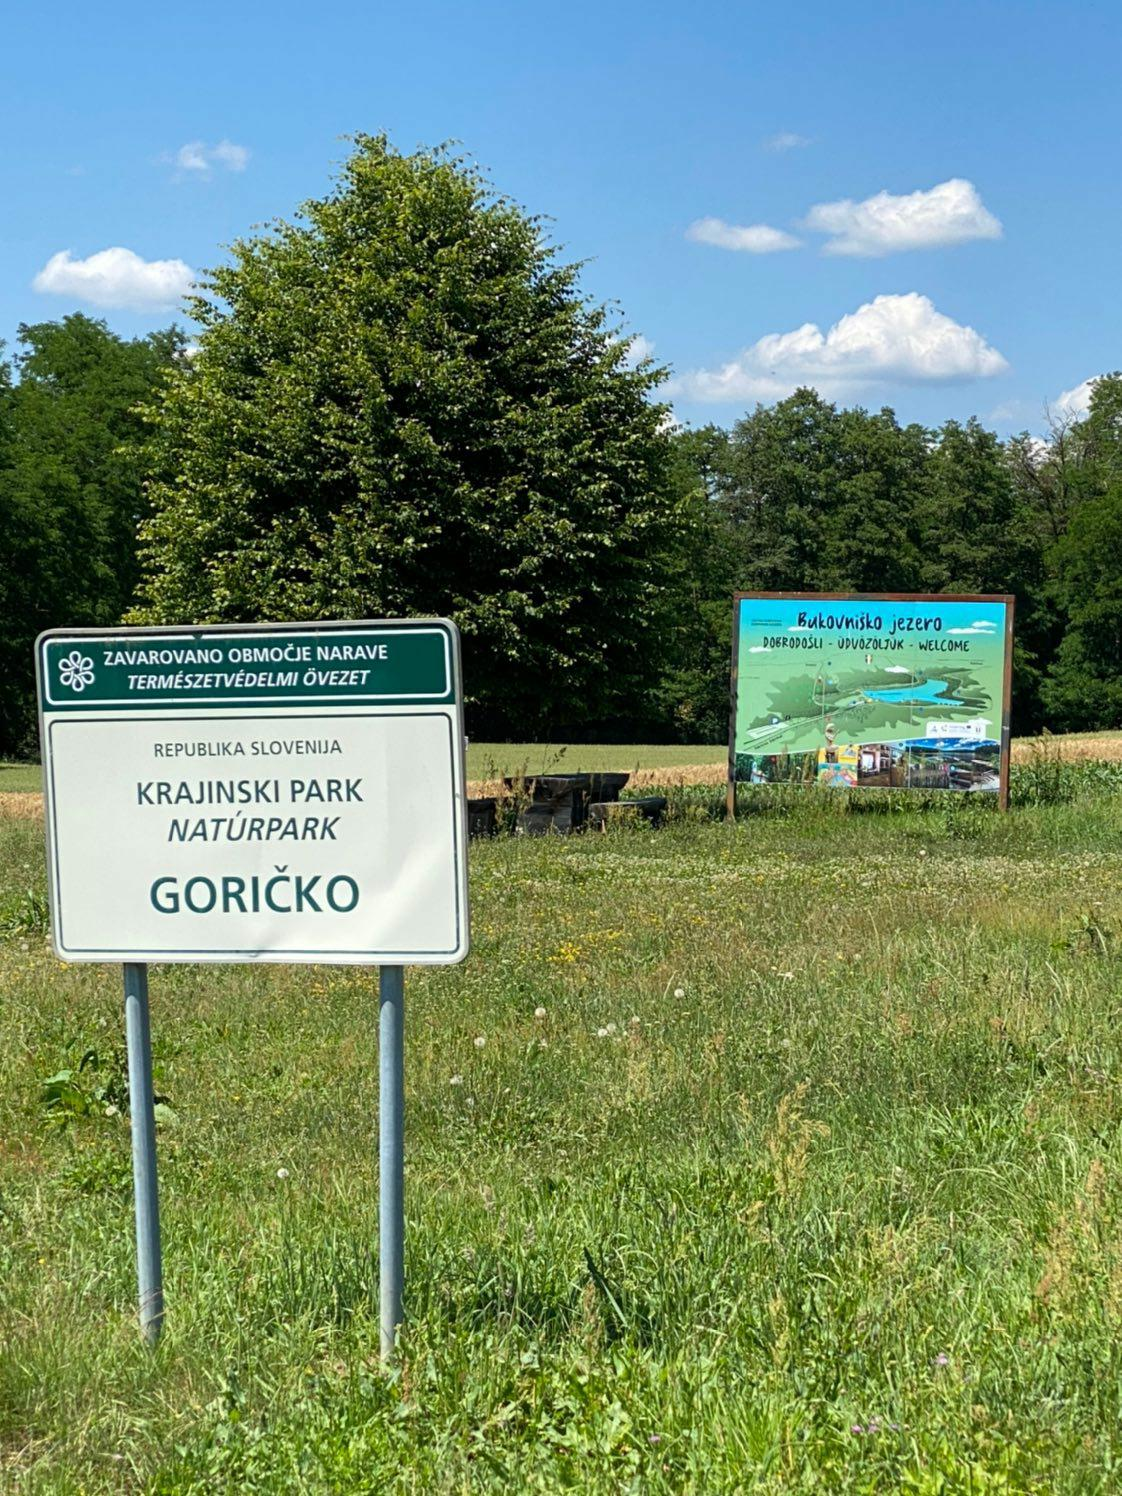 ZAVAROVANO OBMOČJE NARAVE
TERMÉSZETVÉDELMI ÖVEZET
REPUBLIKA SLOVENIJA
KRAJINSKI PARK
NATÚRPARK
GORIČKO
Bukovniško jezero
DOBRODOŠLI - ÜDVÖZÖLJÜK - WELCOME